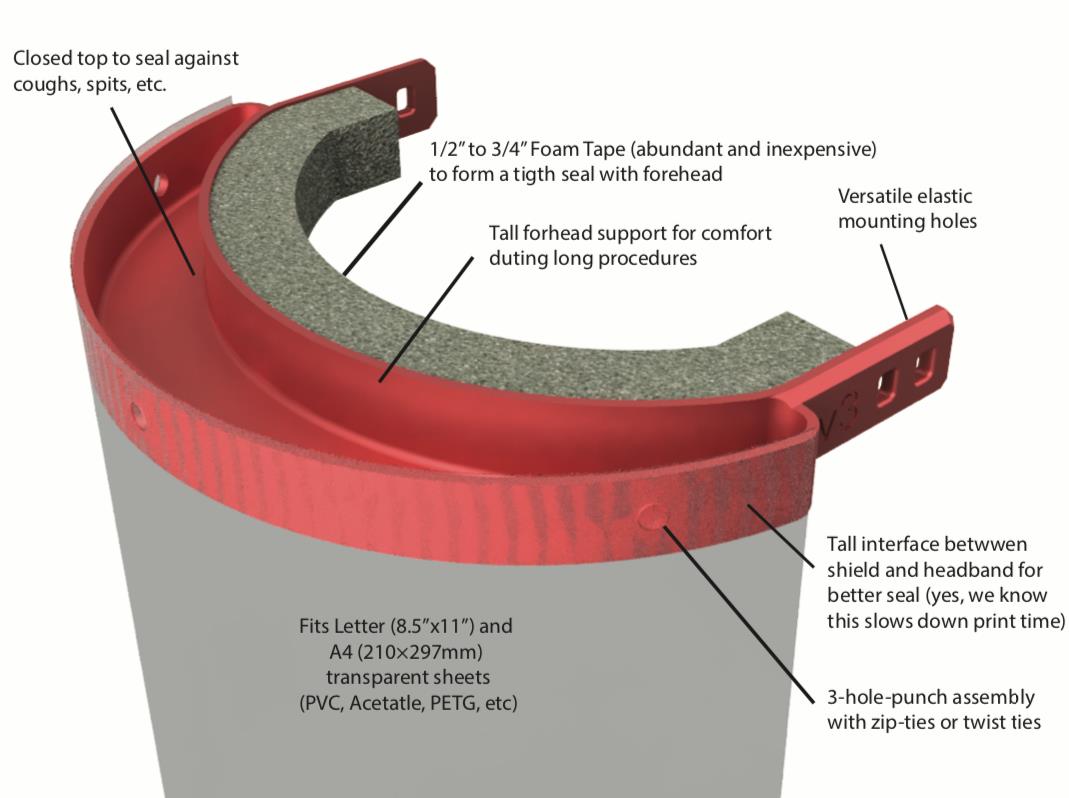 Closed top to seal against
coughs, spits, etc.
1/2” to 3/4” Foam Tape (abundant and inexpensive)
to form a tigth seal with forehead
Versatile elastic
mounting holes
Tall forhead support for comfort
duting long procedures
v3
Tall interface betwwen
shield and headband for
better seal (yes, we know
this slows down print time)
Fits Letter (8.5”x11”) and
A4 (210×297mm)
transparent sheets
(PVC, Acetatle, PETG, etc)
3-hole-punch assembly
with zip-ties or twist ties